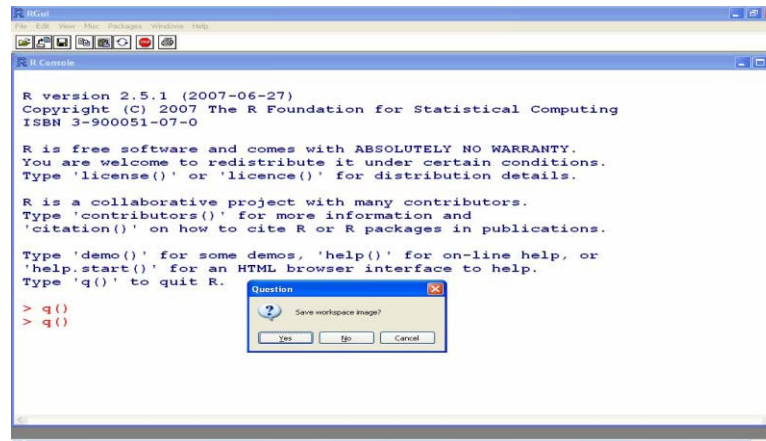 RGui
File Edit View Misc Packages Windows Help
STOP
R Console
R version 2.5.1 (2007-06-27)
Copyright (C) 2007 The R Foundation for Statistical Computing
ISBN 3-900051-07-0
R is free software and comes with ABSOLUTELY NO WARRANTY.
You are welcome to redistribute it under certain conditions.
Type 'license()' or 'licence()' for distribution details.
R is a collaborative project with many contributors.
Type 'contributors()' for more information and
'citation()' on how to cite R or R packages in publications.
Type 'demo()' for some demos, 'help()' for on-line help, or
'help.start()' for an HTML browser interface to help.
Type 'q()' to quit R.
> q()
> q()
Question
Save workspace image?
Yes No Cancel